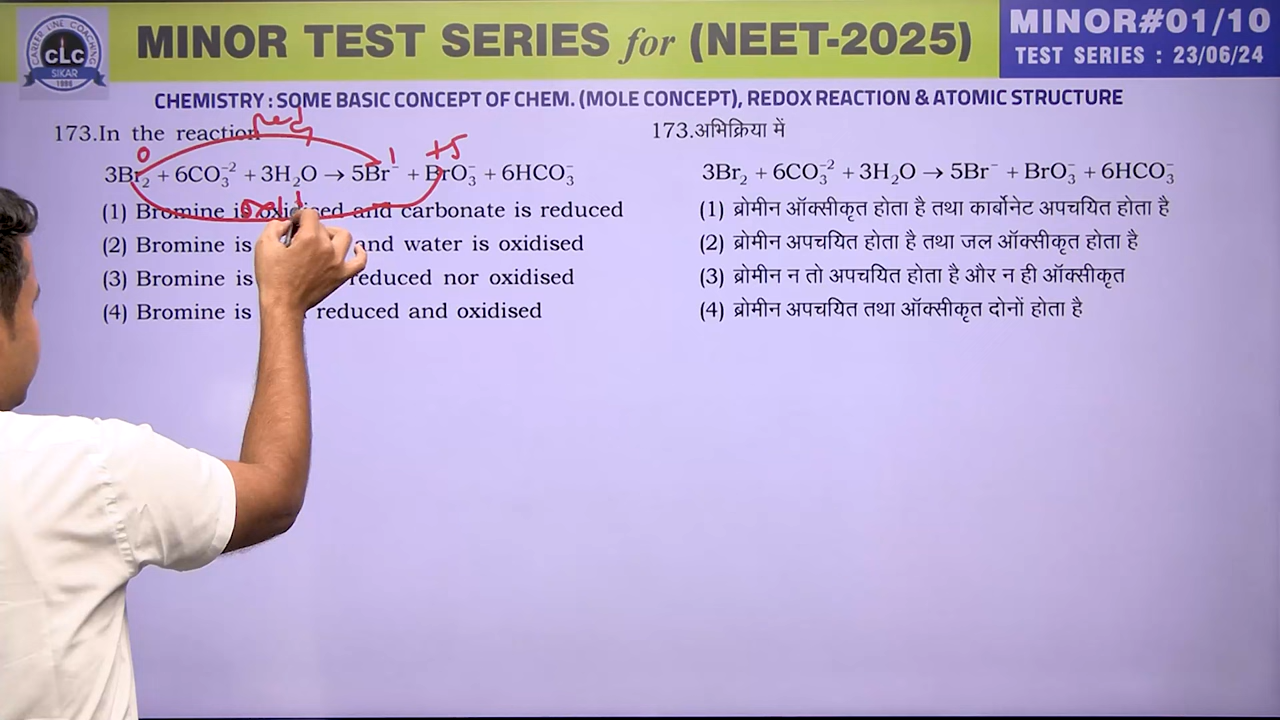 CAREER LINE COACHING
CLC
SIKAR
1996
MINOR TEST SERIES for (NEET-2025)
MINOR#01/10
TEST SERIES : 23/06/24
CHEMISTRY : SOME BASIC CONCEPT OF CHEM. (MOLE CONCEPT), REDOX REACTION & ATOMIC STRUCTURE
173.In the reaction
red
0 1 +5
3Br₂ + 6CO₃⁻² + 3H₂O → 5Br⁻ + BrO₃⁻ + 6HCO₃⁻
(1) Bromine is oxidised and carbonate is reduced
(2) Bromine is and water is oxidised
(3) Bromine is reduced nor oxidised
(4) Bromine is reduced and oxidised
173.अभिक्रिया में
3Br₂ + 6CO₃⁻² + 3H₂O → 5Br⁻ + BrO₃⁻ + 6HCO₃⁻
(1) ब्रोमीन ऑक्सीकृत होता है तथा कार्बोनेट अपचयित होता है
(2) ब्रोमीन अपचयित होता है तथा जल ऑक्सीकृत होता है
(3) ब्रोमीन न तो अपचयित होता है और न ही ऑक्सीकृत
(4) ब्रोमीन अपचयित तथा ऑक्सीकृत दोनों होता है